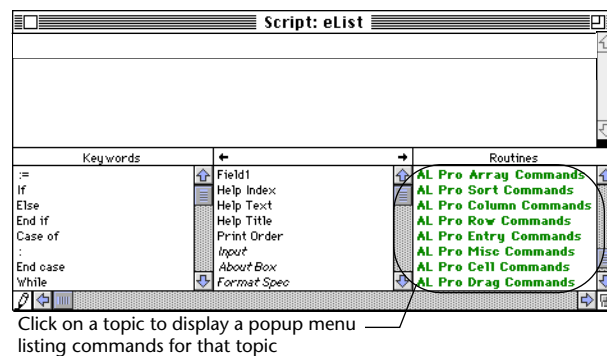 Script: eList
Keywords
:=
If
Else
End if
Case of
:
End case
While
← →
Field1
Help Index
Help Text
Help Title
Print Order
Input
About Box
Format Spec
Routines
AL Pro Array Commands
AL Pro Sort Commands
AL Pro Column Commands
AL Pro Row Commands
AL Pro Entry Commands
AL Pro Misc Commands
AL Pro Cell Commands
AL Pro Drag Commands
Click on a topic to display a popup menu
listing commands for that topic